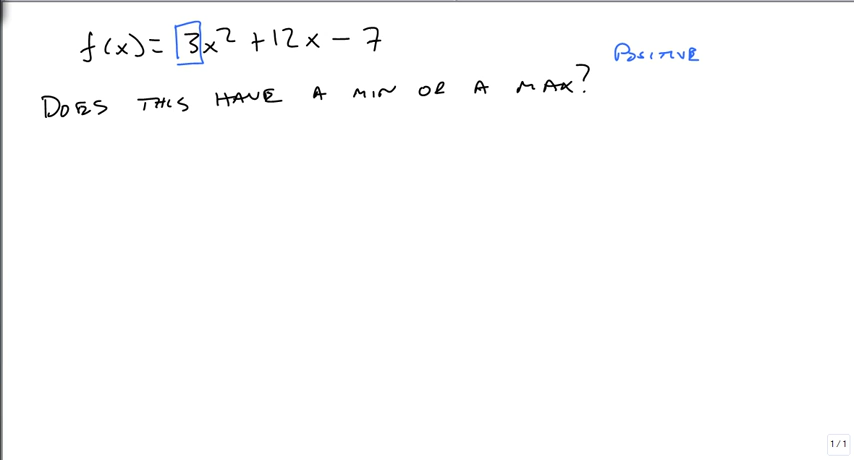 f(x) = 3x² + 12x - 7
POSITIVE
DOES THIS HAVE A MIN OR A MAX?
1 / 1